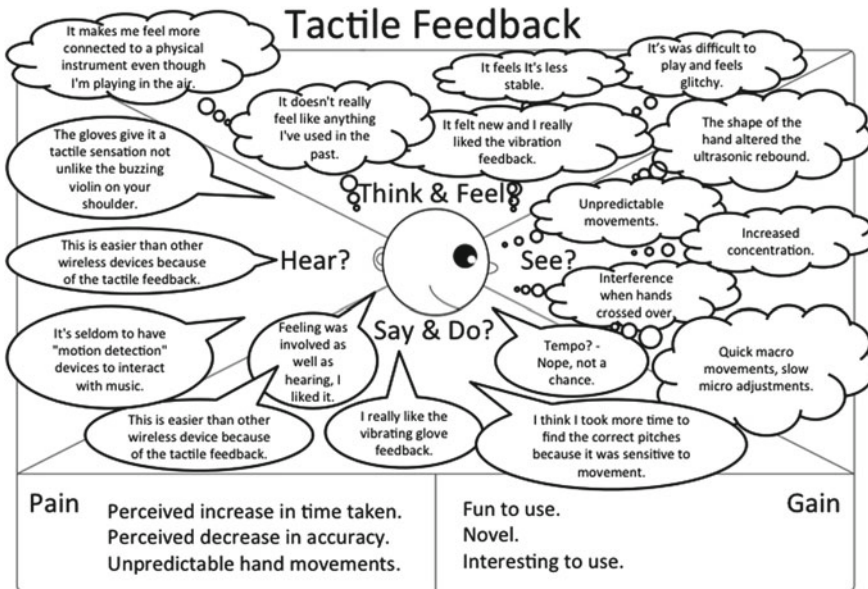 Tactile Feedback
It makes me feel more
connected to a physical
instrument even though
I'm playing in the air.
It doesn't really
feel like anything
I've used in the
past.
It feels It's less
stable.
It's was difficult to
play and feels
glitchy.
It felt new and I really
liked the vibration
feedback.
The shape of the
hand altered the
ultrasonic rebound.
The gloves give it a
tactile sensation not
unlike the buzzing
violin on your
shoulder.
Think & Feel?
Unpredictable
movements.
Increased
concentration.
This is easier than other
wireless devices because
of the tactile feedback.
Hear?
See?
Interference
when hands
crossed over.
It's seldom to have
"motion detection"
devices to interact
with music.
Feeling was
involved as
well as
hearing, I
liked it.
Say & Do?
Tempo? -
Nope, not a
chance.
Quick macro
movements, slow
micro adjustments.
This is easier than other
wireless device because
of the tactile feedback.
I really like the
vibrating glove
feedback.
I think I took more time to
find the correct pitches
because it was sensitive to
movement.
Pain
Perceived increase in time taken.
Perceived decrease in accuracy.
Unpredictable hand movements.
Gain
Fun to use.
Novel.
Interesting to use.